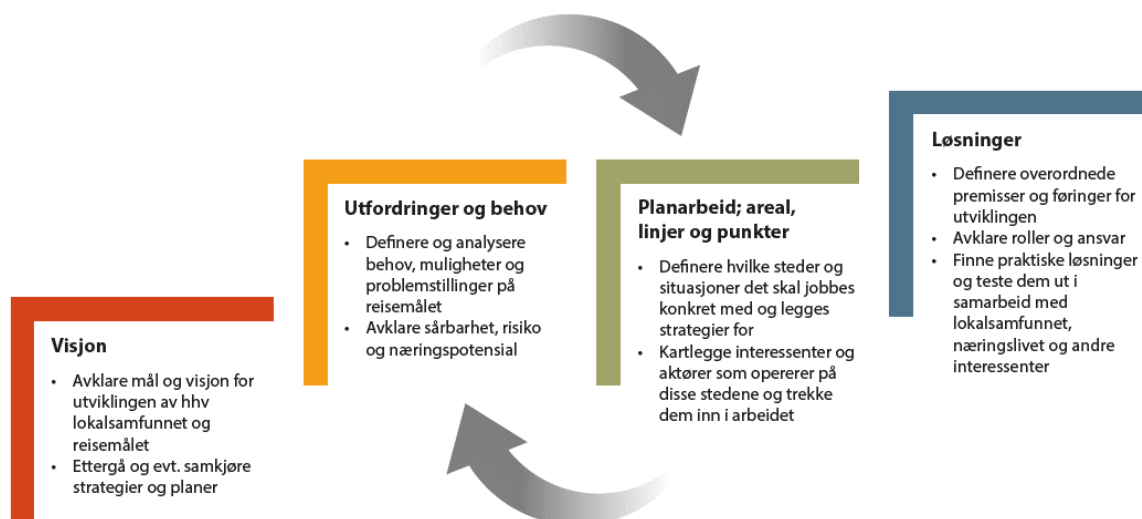 Visjon
• Avklare mål og visjon for
utviklingen av hhv
lokalsamfunnet og
reisemålet
• Ettergå og evt. samkjøre
strategier og planer
Utfordringer og behov
• Definere og analysere
behov, muligheter og
problemstillinger på
reisemålet
• Avklare sårbarhet, risiko
og næringspotensial
Planarbeid; areal,
linjer og punkter
• Definere hvilke steder og
situasjoner det skal jobbes
konkret med og legges
strategier for
• Kartlegge interessenter og
aktører som opererer på
disse stedene og trekke
dem inn i arbeidet
Løsninger
• Definere overordnede
premisser og føringer for
utviklingen
• Avklare roller og ansvar
• Finne praktiske løsninger
og teste dem ut i
samarbeid med
lokalsamfunnet,
næringslivet og andre
interessenter